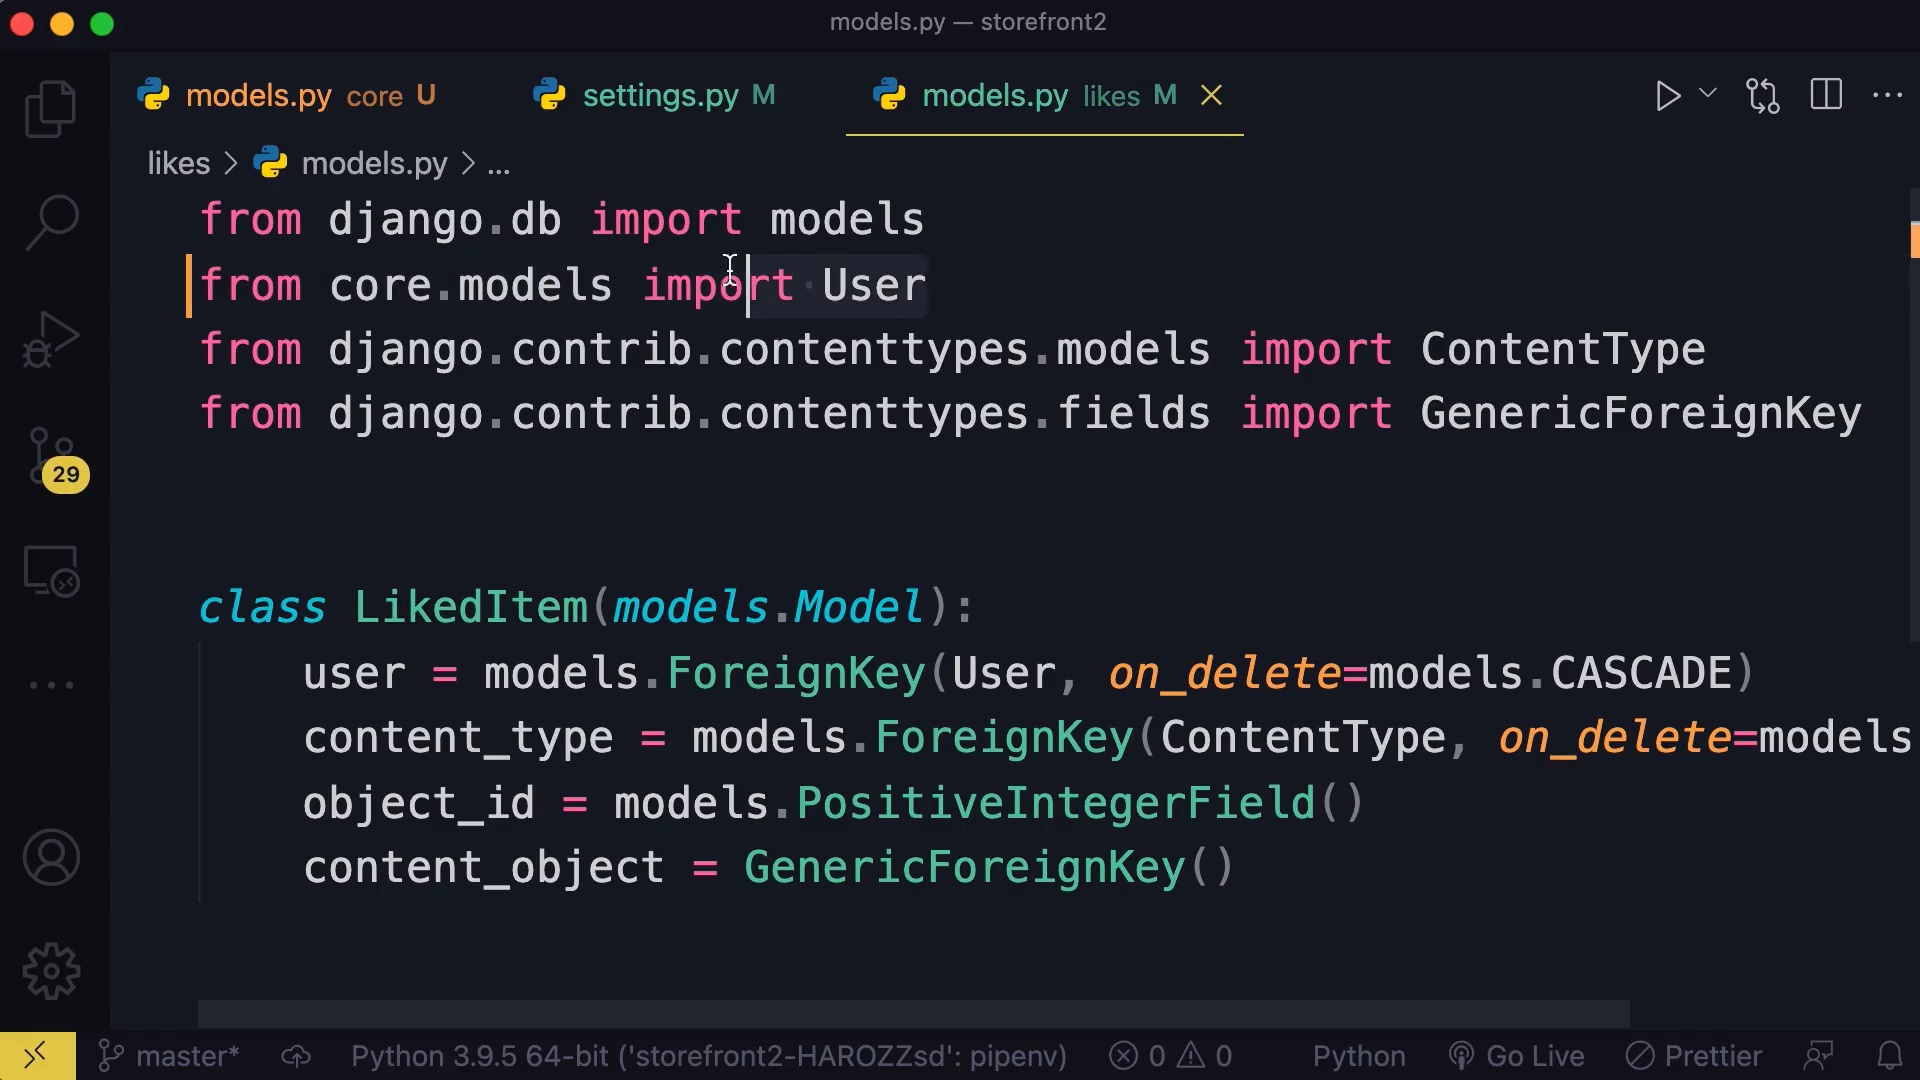 models.py — storefront2
models.py core U
settings.py M
models.py likes M
likes > models.py > ...
from django.db import models
from core.models import User
from django.contrib.contenttypes.models import ContentType
from django.contrib.contenttypes.fields import GenericForeignKey
class LikedItem(models.Model):
user = models.ForeignKey(User, on_delete=models.CASCADE)
content_type = models.ForeignKey(ContentType, on_delete=models
object_id = models.PositiveIntegerField()
content_object = GenericForeignKey()
29
master* Python 3.9.5 64-bit ('storefront2-HAROZZsd': pipenv) 0 0 Python Go Live Prettier